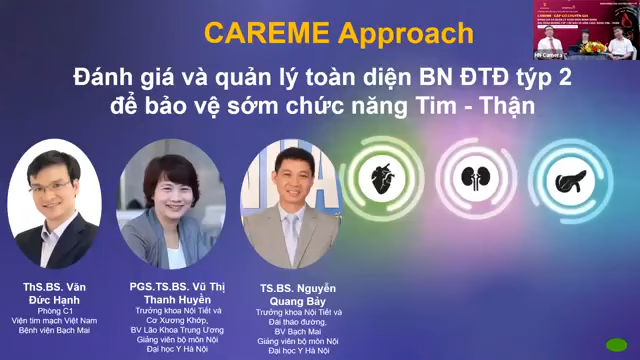 CAREME Approach
Đánh giá và quản lý toàn diện BN ĐTĐ týp 2
để bảo vệ sớm chức năng Tim - Thận
ThS.BS. Văn
Đức Hạnh
Phòng C1
Viện tim mạch Việt Nam
Bệnh viện Bạch Mai
PGS.TS.BS. Vũ Thị
Thanh Huyền
Trưởng khoa Nội Tiết và
Cơ Xương Khớp,
BV Lão Khoa Trung Ương
Giảng viên bộ môn Nội
Đại học Y Hà Nội
TS.BS. Nguyễn
Quang Bảy
Trưởng khoa Nội Tiết và
Đái tháo đường,
BV Bạch Mai
Giảng viên bộ môn Nội
Đại học Y Hà Nội
HN Camera